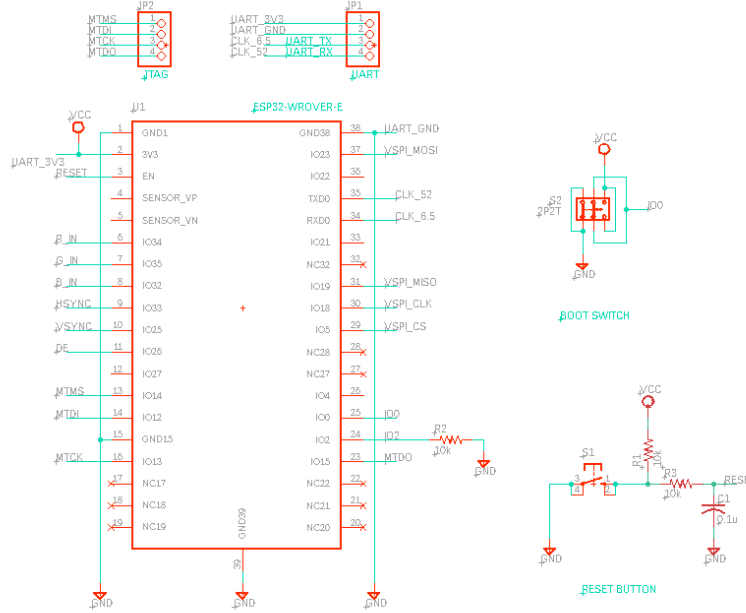 JP2
MTMS 1
MTDI 2
MTCK 3
MTDO 4
JTAG
JP1
UART_3V3 1
UART_GND 2
CLK_6.5 UART_TX 3
CLK_52 UART_RX 4
UART
U1 ESP32-WROVER-E
1 GND1 GND38 38 UART_GND
VCC
UART_3V3 2 3V3 IO23 37 VSPI_MOSI
RESET 3 EN IO22 36
4 SENSOR_VP TXD0 35 CLK_52
5 SENSOR_VN RXD0 34 CLK_6.5
R_IN 6 IO34 IO21 33
G_IN 7 IO35 NC32 32
B_IN 8 IO32 IO19 31 VSPI_MISO
HSYNC 9 IO33 IO18 30 VSPI_CLK
VSYNC 10 IO25 IO5 29 VSPI_CS
DE 11 IO26 NC28 28
12 IO27 NC27 27
MTMS 13 IO14 IO4 26
MTDI 14 IO12 IO0 25 IO0
15 GND15 IO2 24 IO2
MTCK 16 IO13 IO15 23 MTDO
17 NC17 NC22 22
18 NC18 NC21 21
19 NC19 NC20 20
GND39
39
GND
GND
GND
R2
10k
GND
VCC
S2
2P2T
IO0
GND
BOOT SWITCH
VCC
R1
10k
S1
3
4
1
2
R3
10k
RESE
C1
0.1u
GND
GND
RESET BUTTON